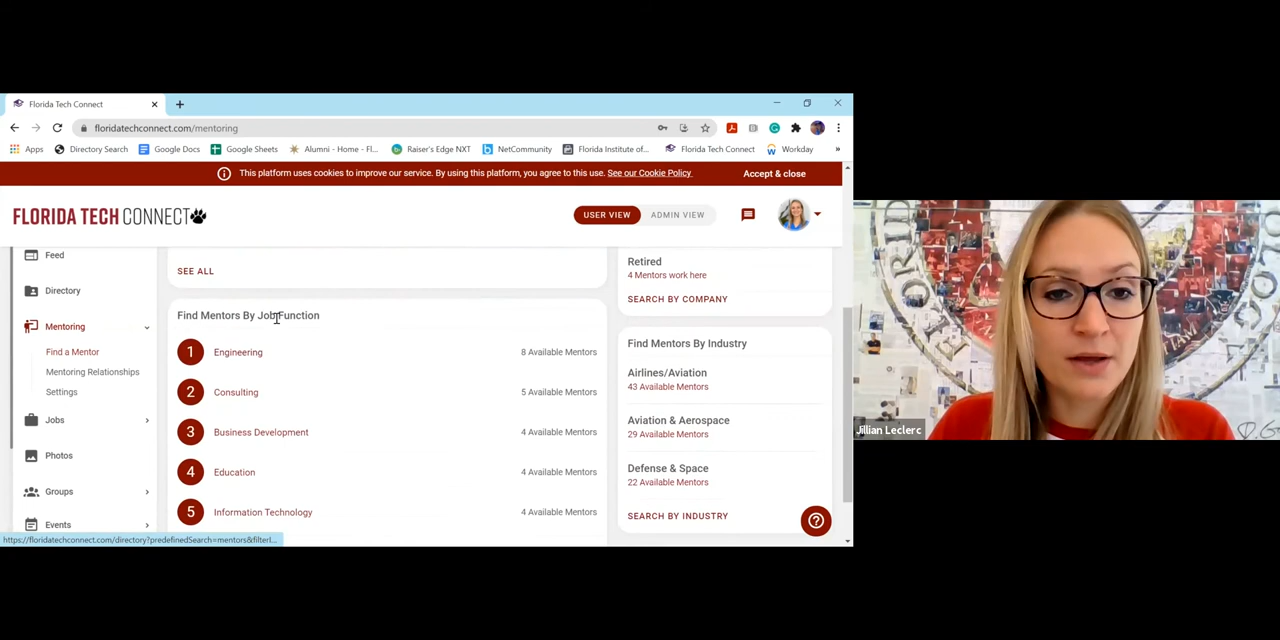 Florida Tech Connect
floridatechconnect.com/mentoring
Apps Directory Search Google Docs Google Sheets Alumni - Home - Fl... Raiser's Edge NXT NetCommunity Florida Institute of... Florida Tech Connect Workday »
This platform uses cookies to improve our service. By using this platform, you agree to this use. See our Cookie Policy Accept & close
FLORIDA TECH CONNECT
USER VIEW ADMIN VIEW
Feed
Directory
Mentoring
Find a Mentor
Mentoring Relationships
Settings
Jobs
Photos
Groups
Events
SEE ALL
Find Mentors By Job Function
1 Engineering 8 Available Mentors
2 Consulting 5 Available Mentors
3 Business Development 4 Available Mentors
4 Education 4 Available Mentors
5 Information Technology 4 Available Mentors
Retired
4 Mentors work here
SEARCH BY COMPANY
Find Mentors By Industry
Airlines/Aviation
43 Available Mentors
Aviation & Aerospace
29 Available Mentors
Defense & Space
22 Available Mentors
SEARCH BY INDUSTRY
https://floridatechconnect.com/directory?predefinedSearch=mentors&filterI...
Jillian Leclerc